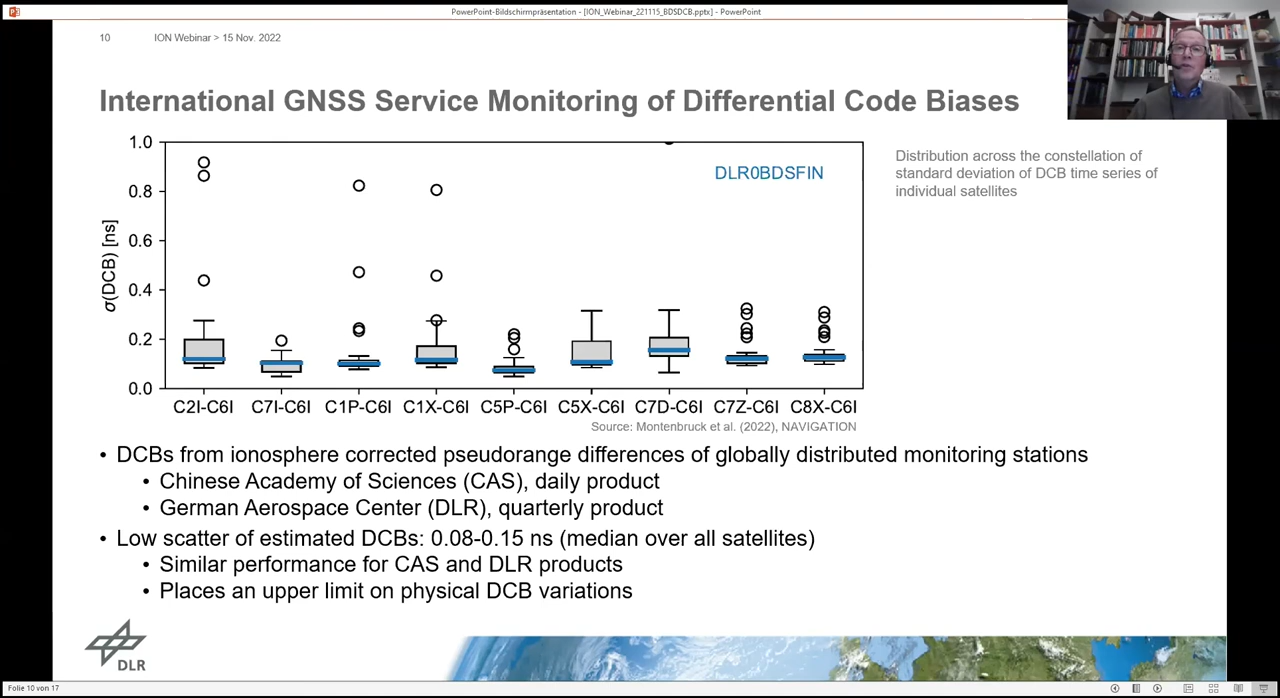 PowerPoint-Bildschirmpräsentation - [ION_Webinar_221115_BDSDCB.pptx] - PowerPoint
10 ION Webinar > 15 Nov. 2022
International GNSS Service Monitoring of Differential Code Biases
DLR0BDSFIN
Distribution across the constellation of
standard deviation of DCB time series of
individual satellites
σ(DCB) [ns]
1.0
0.8
0.6
0.4
0.2
0.0
C2I-C6I C7I-C6I C1P-C6I C1X-C6I C5P-C6I C5X-C6I C7D-C6I C7Z-C6I C8X-C6I
Source: Montenbruck et al. (2022), NAVIGATION
• DCBs from ionosphere corrected pseudorange differences of globally distributed monitoring stations
• Chinese Academy of Sciences (CAS), daily product
• German Aerospace Center (DLR), quarterly product
• Low scatter of estimated DCBs: 0.08-0.15 ns (median over all satellites)
• Similar performance for CAS and DLR products
• Places an upper limit on physical DCB variations
DLR
Folie 10 von 17